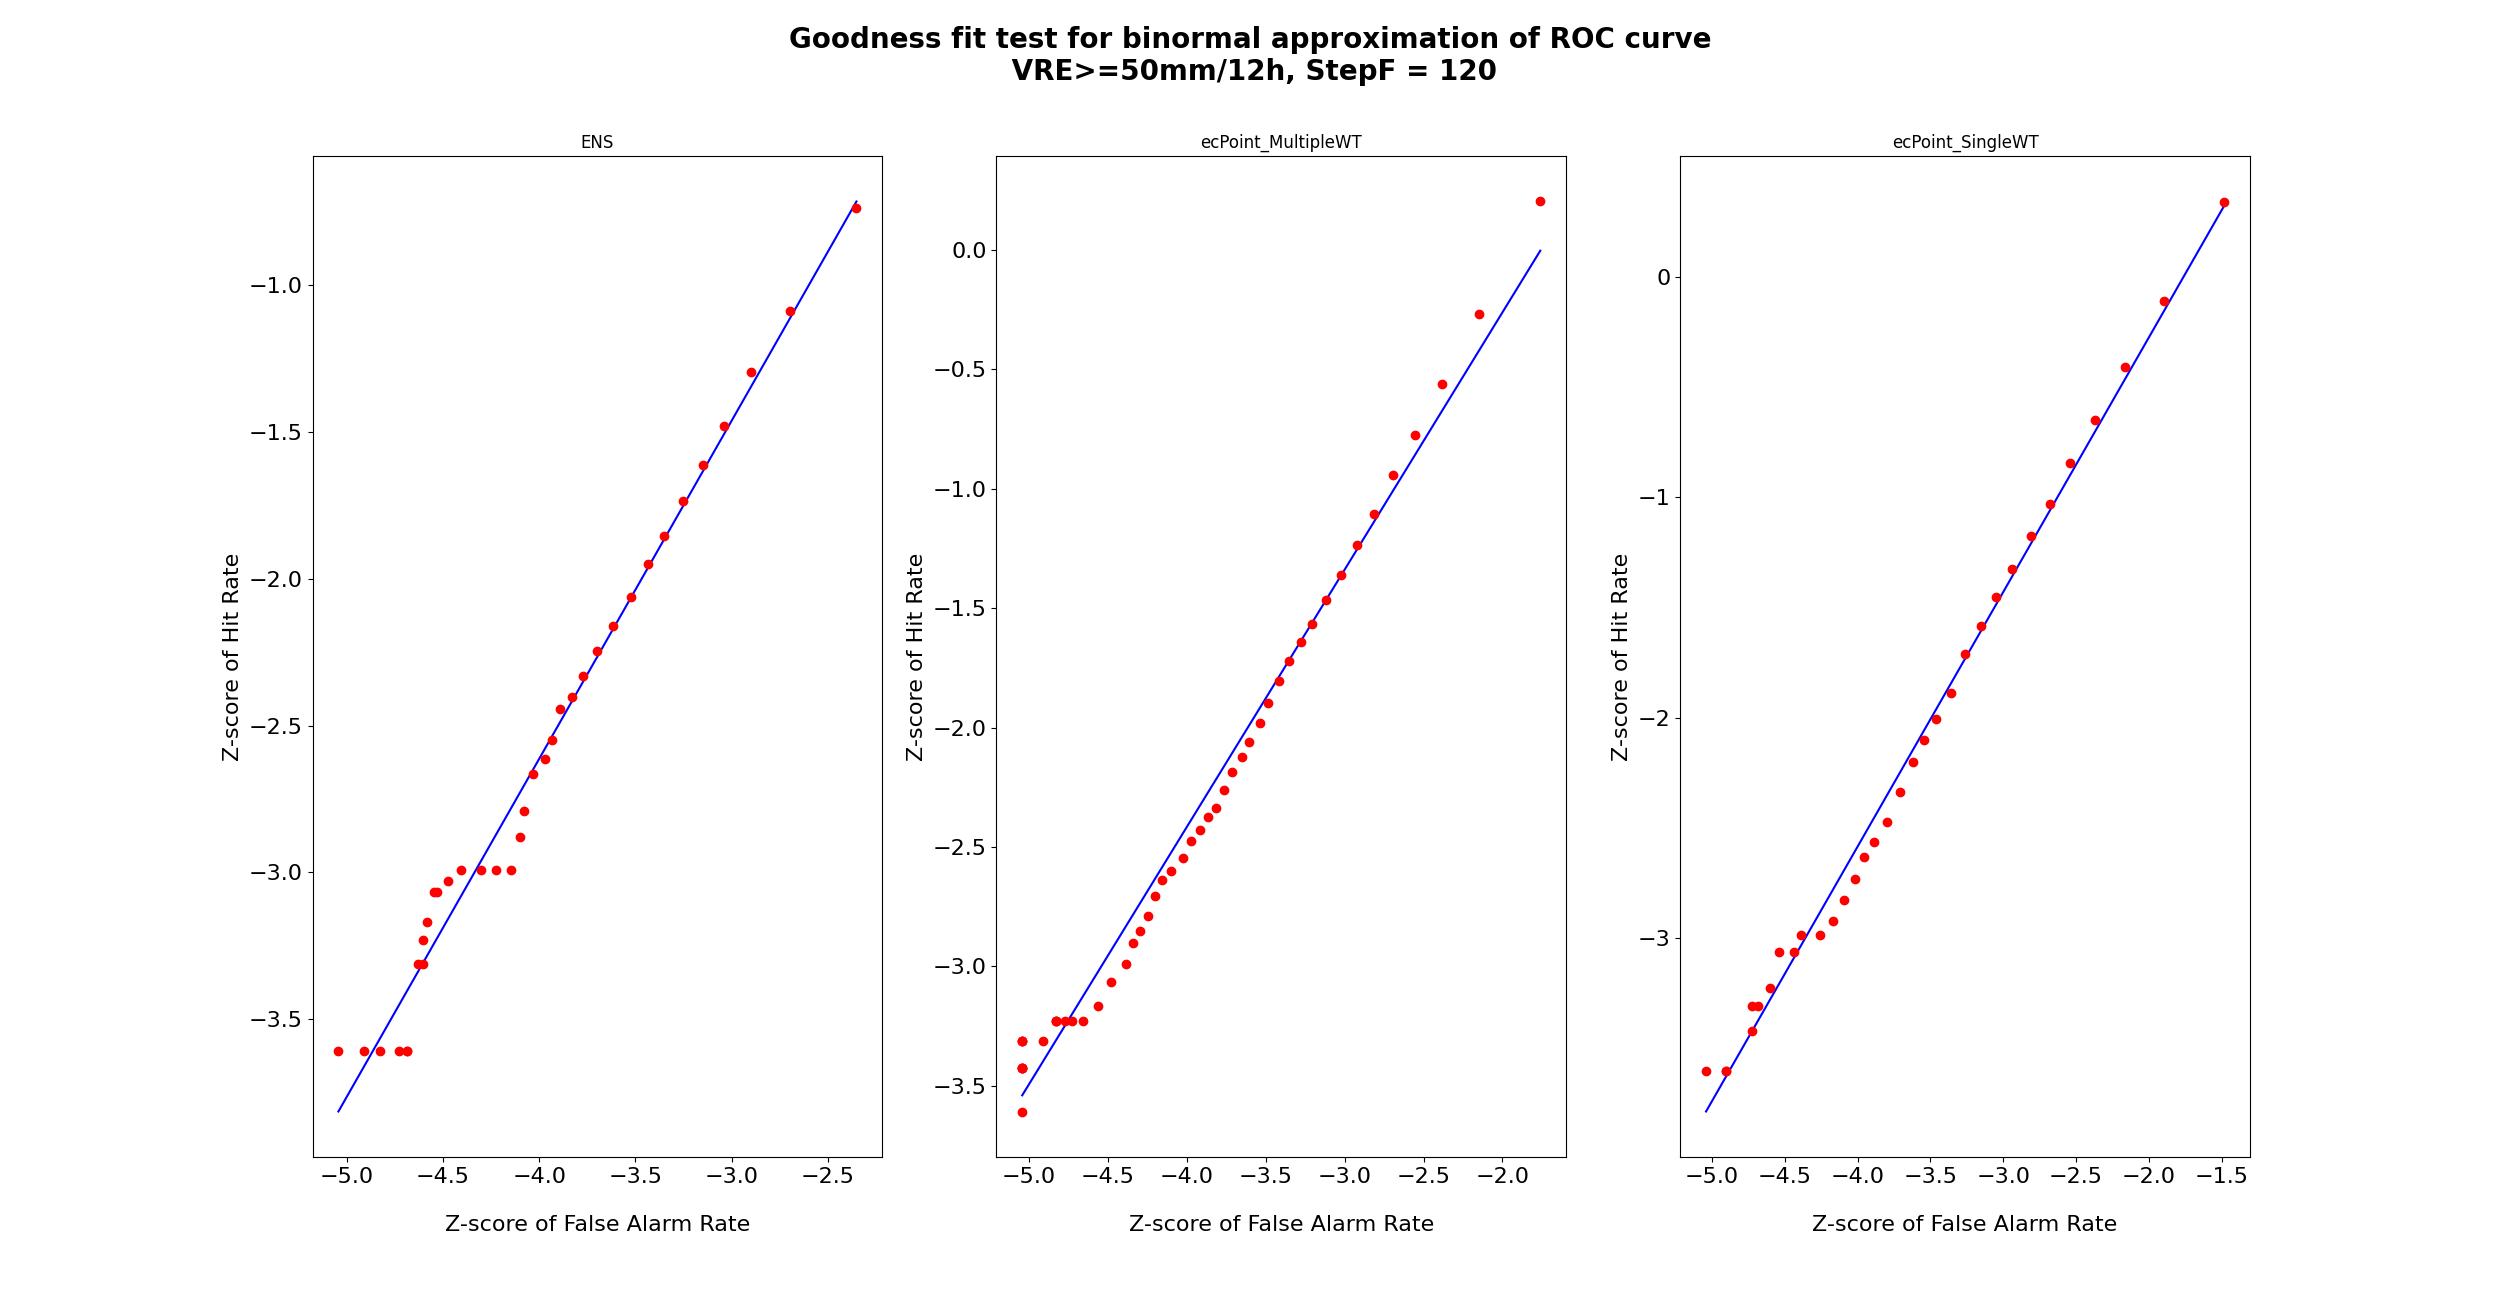 Goodness fit test for binormal approximation of ROC curve
VRE>=50mm/12h, StepF = 120
ENS
Z-score of Hit Rate
−1.0
−1.5
−2.0
−2.5
−3.0
−3.5
−5.0 −4.5 −4.0 −3.5 −3.0 −2.5
Z-score of False Alarm Rate
ecPoint_MultipleWT
Z-score of Hit Rate
0.0
−0.5
−1.0
−1.5
−2.0
−2.5
−3.0
−3.5
−5.0 −4.5 −4.0 −3.5 −3.0 −2.5 −2.0
Z-score of False Alarm Rate
ecPoint_SingleWT
Z-score of Hit Rate
0
−1
−2
−3
−5.0 −4.5 −4.0 −3.5 −3.0 −2.5 −2.0 −1.5
Z-score of False Alarm Rate